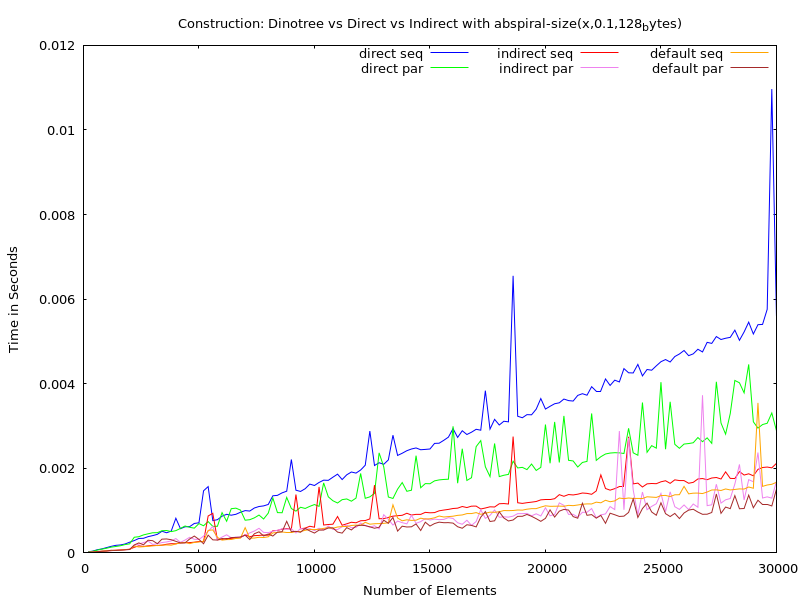 Construction: Dinotree vs Direct vs Indirect with abspiral-size(x,0.1,128bytes)
direct seq indirect seq default seq
direct par indirect par default par
0.012
0.01
0.008
0.006
0.004
0.002
0
0 5000 10000 15000 20000 25000 30000
Time in Seconds
Number of Elements